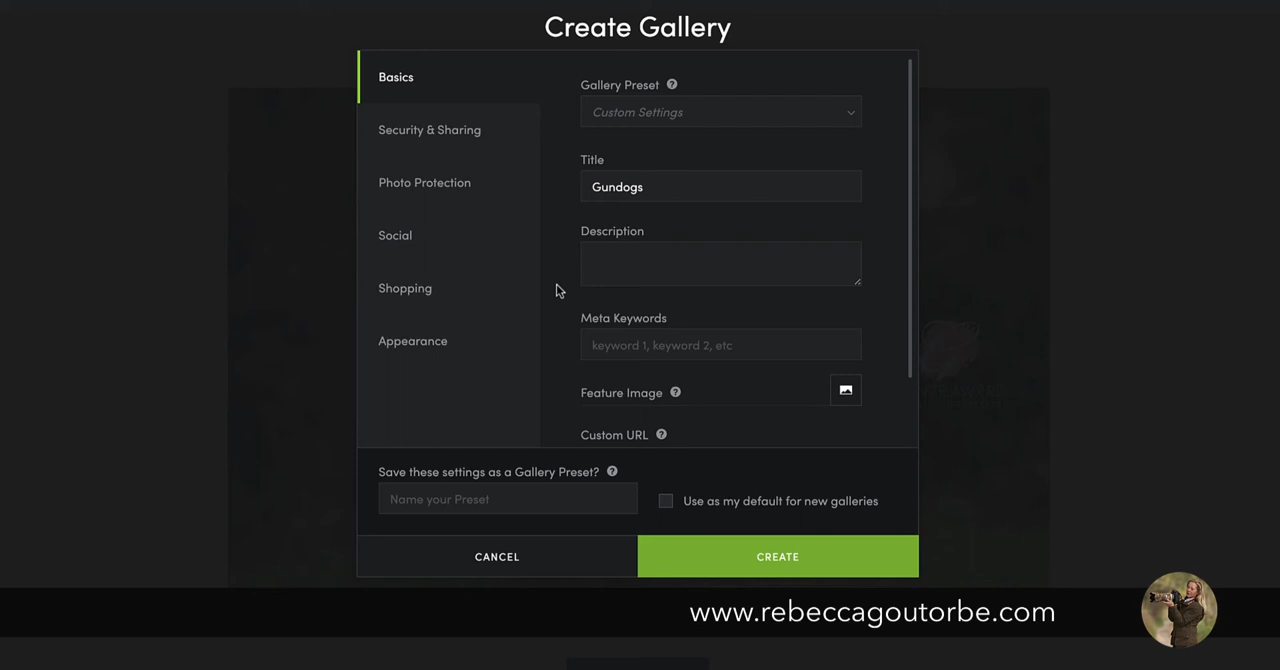 Create Gallery
Basics
Security & Sharing
Photo Protection
Social
Shopping
Appearance
Gallery Preset ?
Custom Settings
Title
Gundogs
Description
Meta Keywords
keyword 1, keyword 2, etc
Feature Image ?
Custom URL ?
Save these settings as a Gallery Preset? ?
Name your Preset
Use as my default for new galleries
CANCEL
CREATE
www.rebeccagoutorbe.com